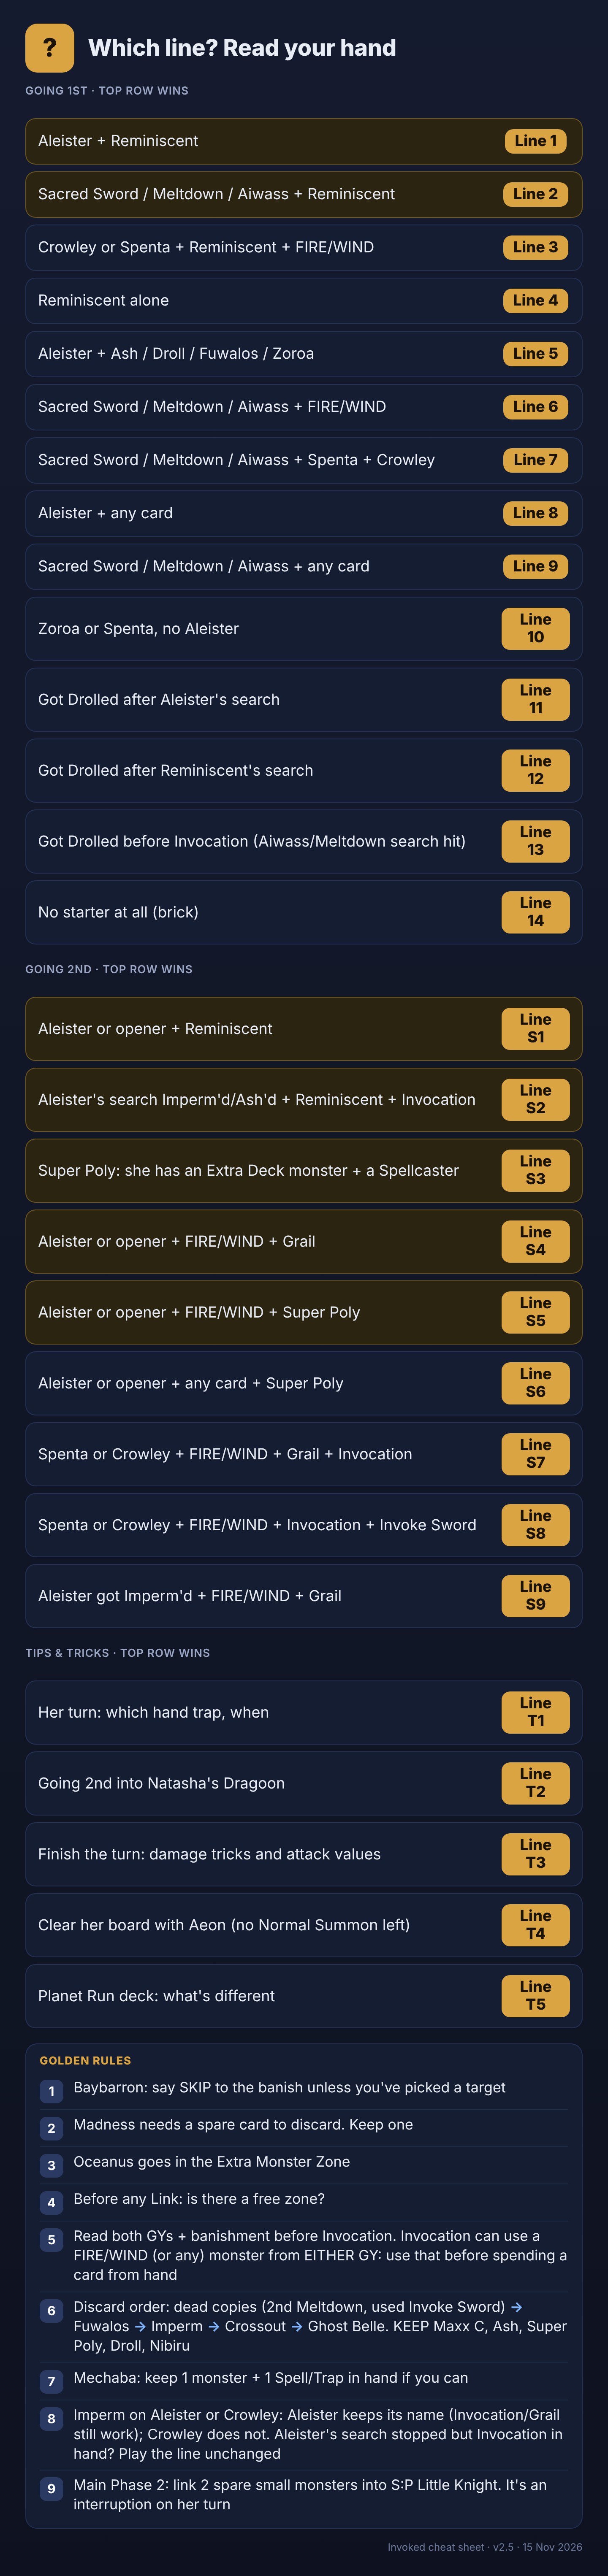 ?
Which line? Read your hand
GOING 1ST · TOP ROW WINS
Aleister + Reminiscent
Line 1
Sacred Sword / Meltdown / Aiwass + Reminiscent
Line 2
Crowley or Spenta + Reminiscent + FIRE/WIND
Line 3
Reminiscent alone
Line 4
Aleister + Ash / Droll / Fuwalos / Zoroa
Line 5
Sacred Sword / Meltdown / Aiwass + FIRE/WIND
Line 6
Sacred Sword / Meltdown / Aiwass + Spenta + Crowley
Line 7
Aleister + any card
Line 8
Sacred Sword / Meltdown / Aiwass + any card
Line 9
Zoroa or Spenta, no Aleister
Line
10
Got Drolled after Aleister's search
Line
11
Got Drolled after Reminiscent's search
Line
12
Got Drolled before Invocation (Aiwass/Meltdown search hit)
Line
13
No starter at all (brick)
Line
14
GOING 2ND · TOP ROW WINS
Aleister or opener + Reminiscent
Line
S1
Aleister's search Imperm'd/Ash'd + Reminiscent + Invocation
Line
S2
Super Poly: she has an Extra Deck monster + a Spellcaster
Line
S3
Aleister or opener + FIRE/WIND + Grail
Line
S4
Aleister or opener + FIRE/WIND + Super Poly
Line
S5
Aleister or opener + any card + Super Poly
Line
S6
Spenta or Crowley + FIRE/WIND + Grail + Invocation
Line
S7
Spenta or Crowley + FIRE/WIND + Invocation + Invoke Sword
Line
S8
Aleister got Imperm'd + FIRE/WIND + Grail
Line
S9
TIPS & TRICKS · TOP ROW WINS
Her turn: which hand trap, when
Line
T1
Going 2nd into Natasha's Dragoon
Line
T2
Finish the turn: damage tricks and attack values
Line
T3
Clear her board with Aeon (no Normal Summon left)
Line
T4
Planet Run deck: what's different
Line
T5
GOLDEN RULES
1 Baybarron: say SKIP to the banish unless you've picked a target
2 Madness needs a spare card to discard. Keep one
3 Oceanus goes in the Extra Monster Zone
4 Before any Link: is there a free zone?
5 Read both GYs + banishment before Invocation. Invocation can use a
FIRE/WIND (or any) monster from EITHER GY: use that before spending a
card from hand
6 Discard order: dead copies (2nd Meltdown, used Invoke Sword) →
Fuwalos → Imperm → Crossout → Ghost Belle. KEEP Maxx C, Ash, Super
Poly, Droll, Nibiru
7 Mechaba: keep 1 monster + 1 Spell/Trap in hand if you can
8 Imperm on Aleister or Crowley: Aleister keeps its name (Invocation/Grail
still work); Crowley does not. Aleister's search stopped but Invocation in
hand? Play the line unchanged
9 Main Phase 2: link 2 spare small monsters into S:P Little Knight. It's an
interruption on her turn
Invoked cheat sheet · v2.5 · 15 Nov 2026